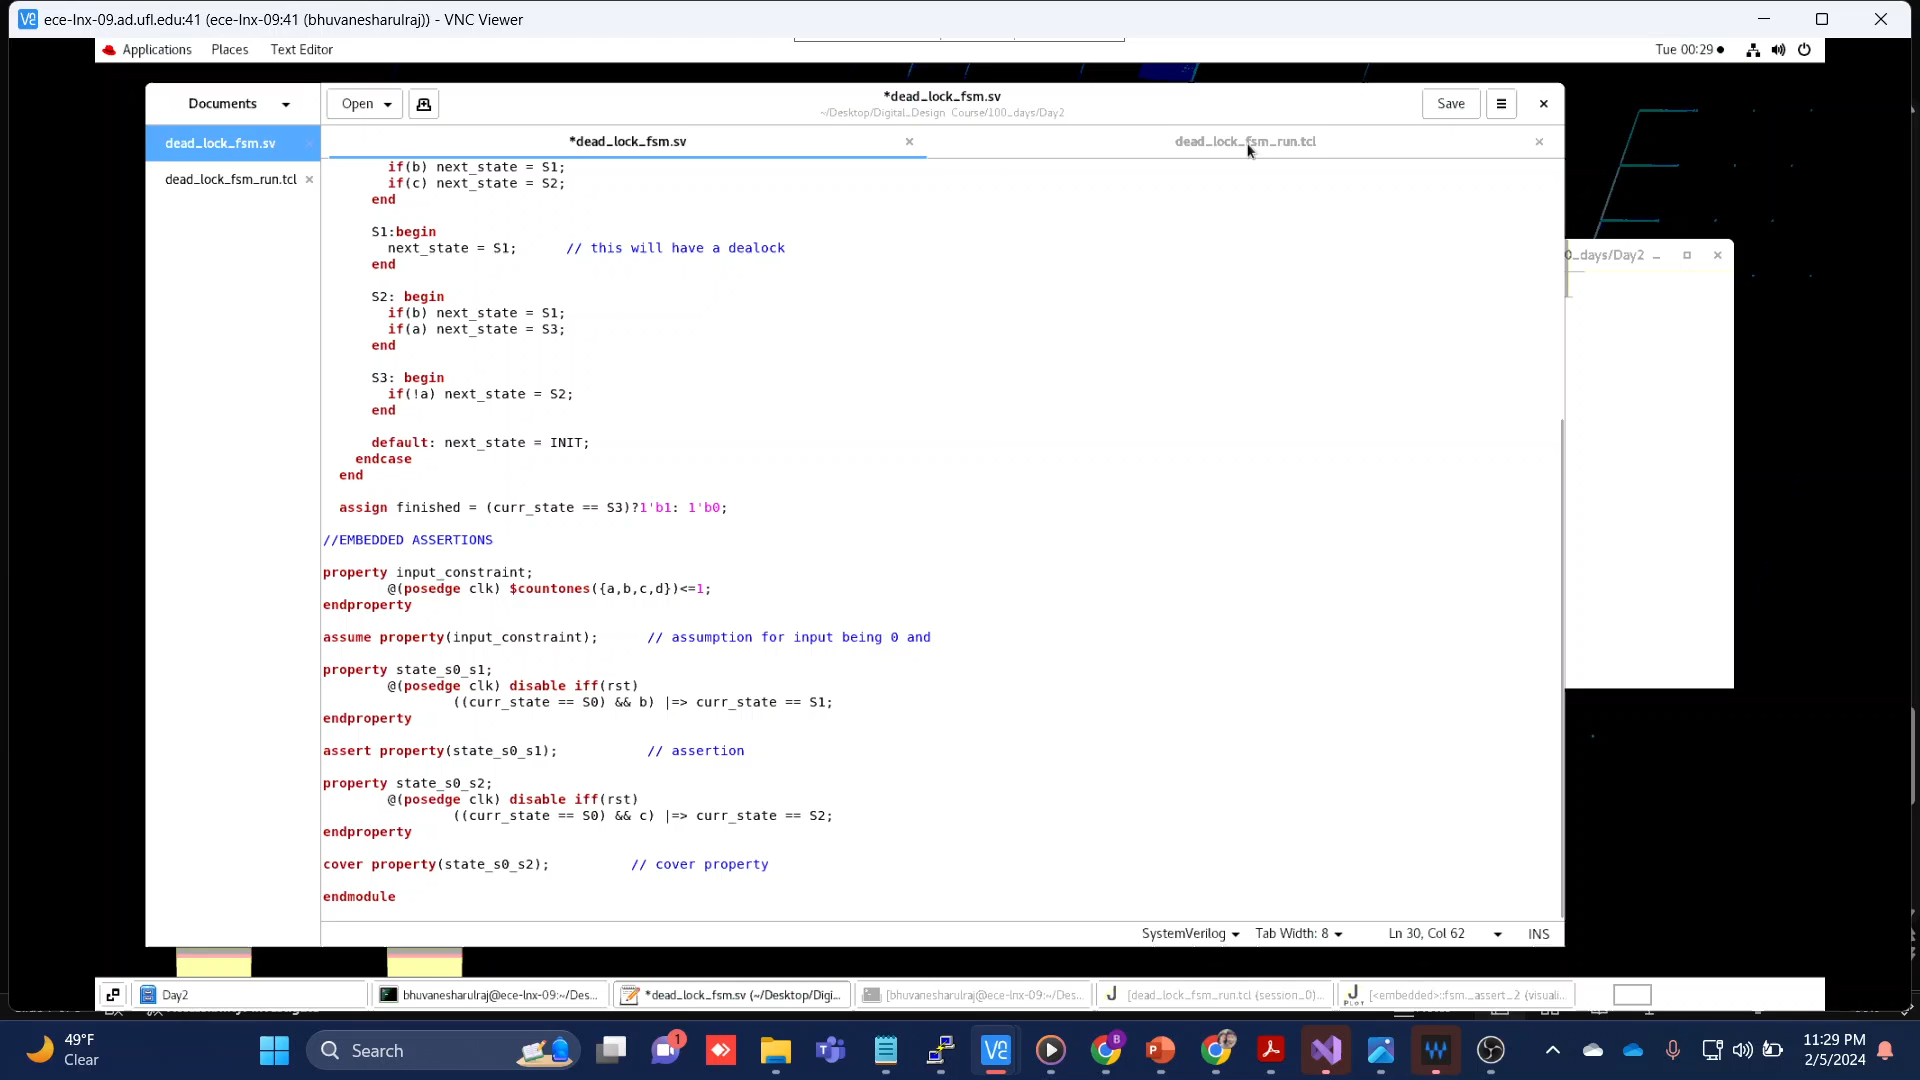 ece-lnx-09.ad.ufl.edu:41 (ece-lnx-09:41 (bhuvanesharulraj)) - VNC Viewer
Applications Places Text Editor
Tue 00:29
Documents
Open
*dead_lock_fsm.sv
~/Desktop/Digital_Design Course/100_days/Day2
Save
dead_lock_fsm.sv
dead_lock_fsm_run.tcl
*dead_lock_fsm.sv
dead_lock_fsm_run.tcl
if(b) next_state = S1;
if(c) next_state = S2;
end
S1:begin
next_state = S1; // this will have a dealock
end
S2: begin
if(b) next_state = S1;
if(a) next_state = S3;
end
S3: begin
if(!a) next_state = S2;
end
default: next_state = INIT;
endcase
end
assign finished = (curr_state == S3)?1'b1: 1'b0;
//EMBEDDED ASSERTIONS
property input_constraint;
@(posedge clk) $countones({a,b,c,d})<=1;
endproperty
assume property(input_constraint); // assumption for input being 0 and
property state_s0_s1;
@(posedge clk) disable iff(rst)
((curr_state == S0) && b) |=> curr_state == S1;
endproperty
assert property(state_s0_s1); // assertion
property state_s0_s2;
@(posedge clk) disable iff(rst)
((curr_state == S0) && c) |=> curr_state == S2;
endproperty
cover property(state_s0_s2); // cover property
endmodule
0_days/Day2
SystemVerilog Tab Width: 8 Ln 30, Col 62 INS
Day2
bhuvanesharulraj@ece-lnx-09:~/Des...
*dead_lock_fsm.sv (~/Desktop/Digi...
[bhuvanesharulraj@ece-lnx-09:~/Des...
[dead_lock_fsm_run.tcl (session_0)...
[<embedded>::fsm._assert_2 (visuali...
49°F
Clear
Search
11:29 PM
2/5/2024